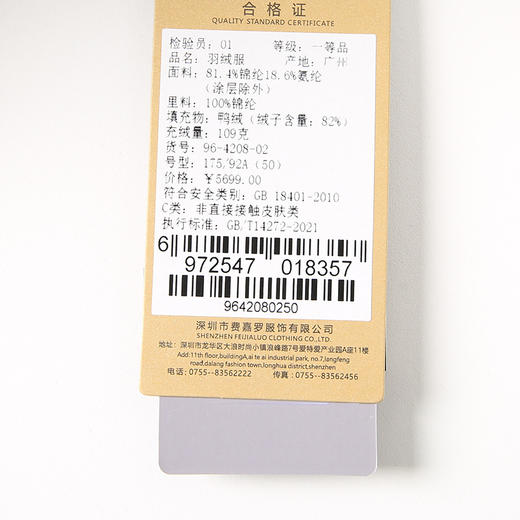 合格证
QUALITY STANDARD CERTIFICATE
检验员：01 等级：一等品
品名：羽绒服 产地：广州
面料：81.4%锦纶18.6%氨纶
（涂层除外）
里料：100%锦纶
填充物：鸭绒（绒子含量：82%）
充绒量：109克
货号：96-4208-02
号型：175/92A（50）
价格：￥5699.00
符合安全类别：GB 18401-2010
C类：非直接接触皮肤类
执行标准：GB/T14272-2021
6 972547 018357
9642080250
深圳市费嘉罗服饰有限公司
SHENZHEN FEIJIALUO CLOTHING CO.,LTD.
地址：深圳市龙华区大浪时尚小镇浪峰路7号爱特爱产业园A座11楼
Add:11th floor,buildingA,ai te ai industrial park, no.7,langfeng
road,dalang fashion town,longhua district,shenzhen
电话：0755--83562222 传真：0755--83562456